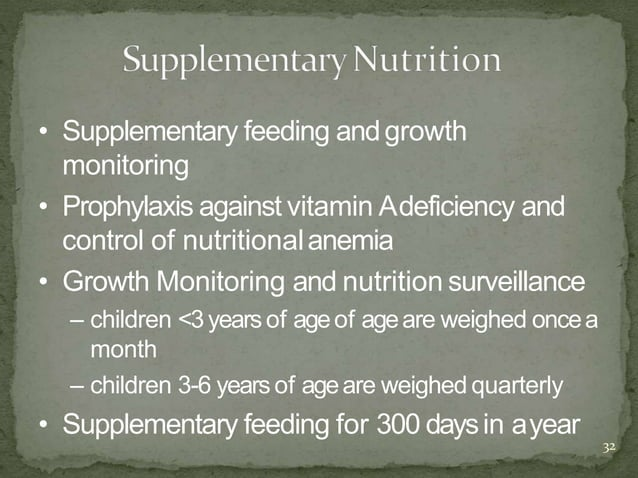 Supplementary Nutrition
• Supplementary feeding and growth
monitoring
• Prophylaxis against vitamin A deficiency and
control of nutritional anemia
• Growth Monitoring and nutrition surveillance
– children <3 years of age of age are weighed once a
month
– children 3-6 years of age are weighed quarterly
• Supplementary feeding for 300 days in a year
32